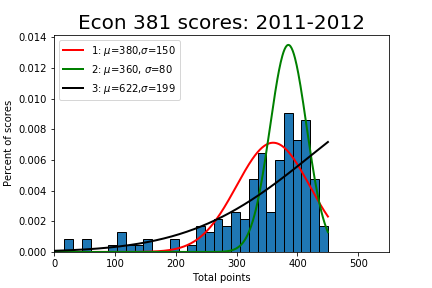 Econ 381 scores: 2011-2012
0.014
0.012
0.010
0.008
0.006
0.004
0.002
0.000
Percent of scores
1: μ=380,σ=150
2: μ=360, σ=80
3: μ=622,σ=199
0 100 200 300 400 500
Total points